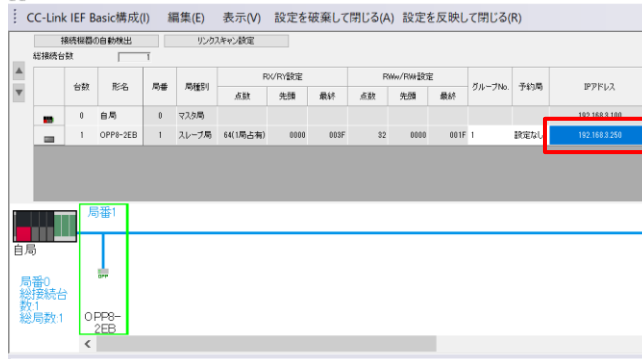 CC-Link IEF Basic構成(I) 編集(E) 表示(V) 設定を破棄して閉じる(A) 設定を反映して閉じる(R)
接続機器の自動検出 リンクスキャン設定
総接続台数 1
台数 形名 局番 局種別 RX/RY設定 RWw/RWr設定 グループNo. 予約局 IPアドレス
点数 先頭 最終 点数 先頭 最終
0 自局 0 マスタ局 192.168.3.100
1 OPP8-2EB 1 スレーブ局 64(1局占有) 0000 003F 32 0000 001F 1 設定なし 192.168.3.250
局番1
自局
局番0
総接続台
数:1
総局数:1
OPP
OPP8-
2EB